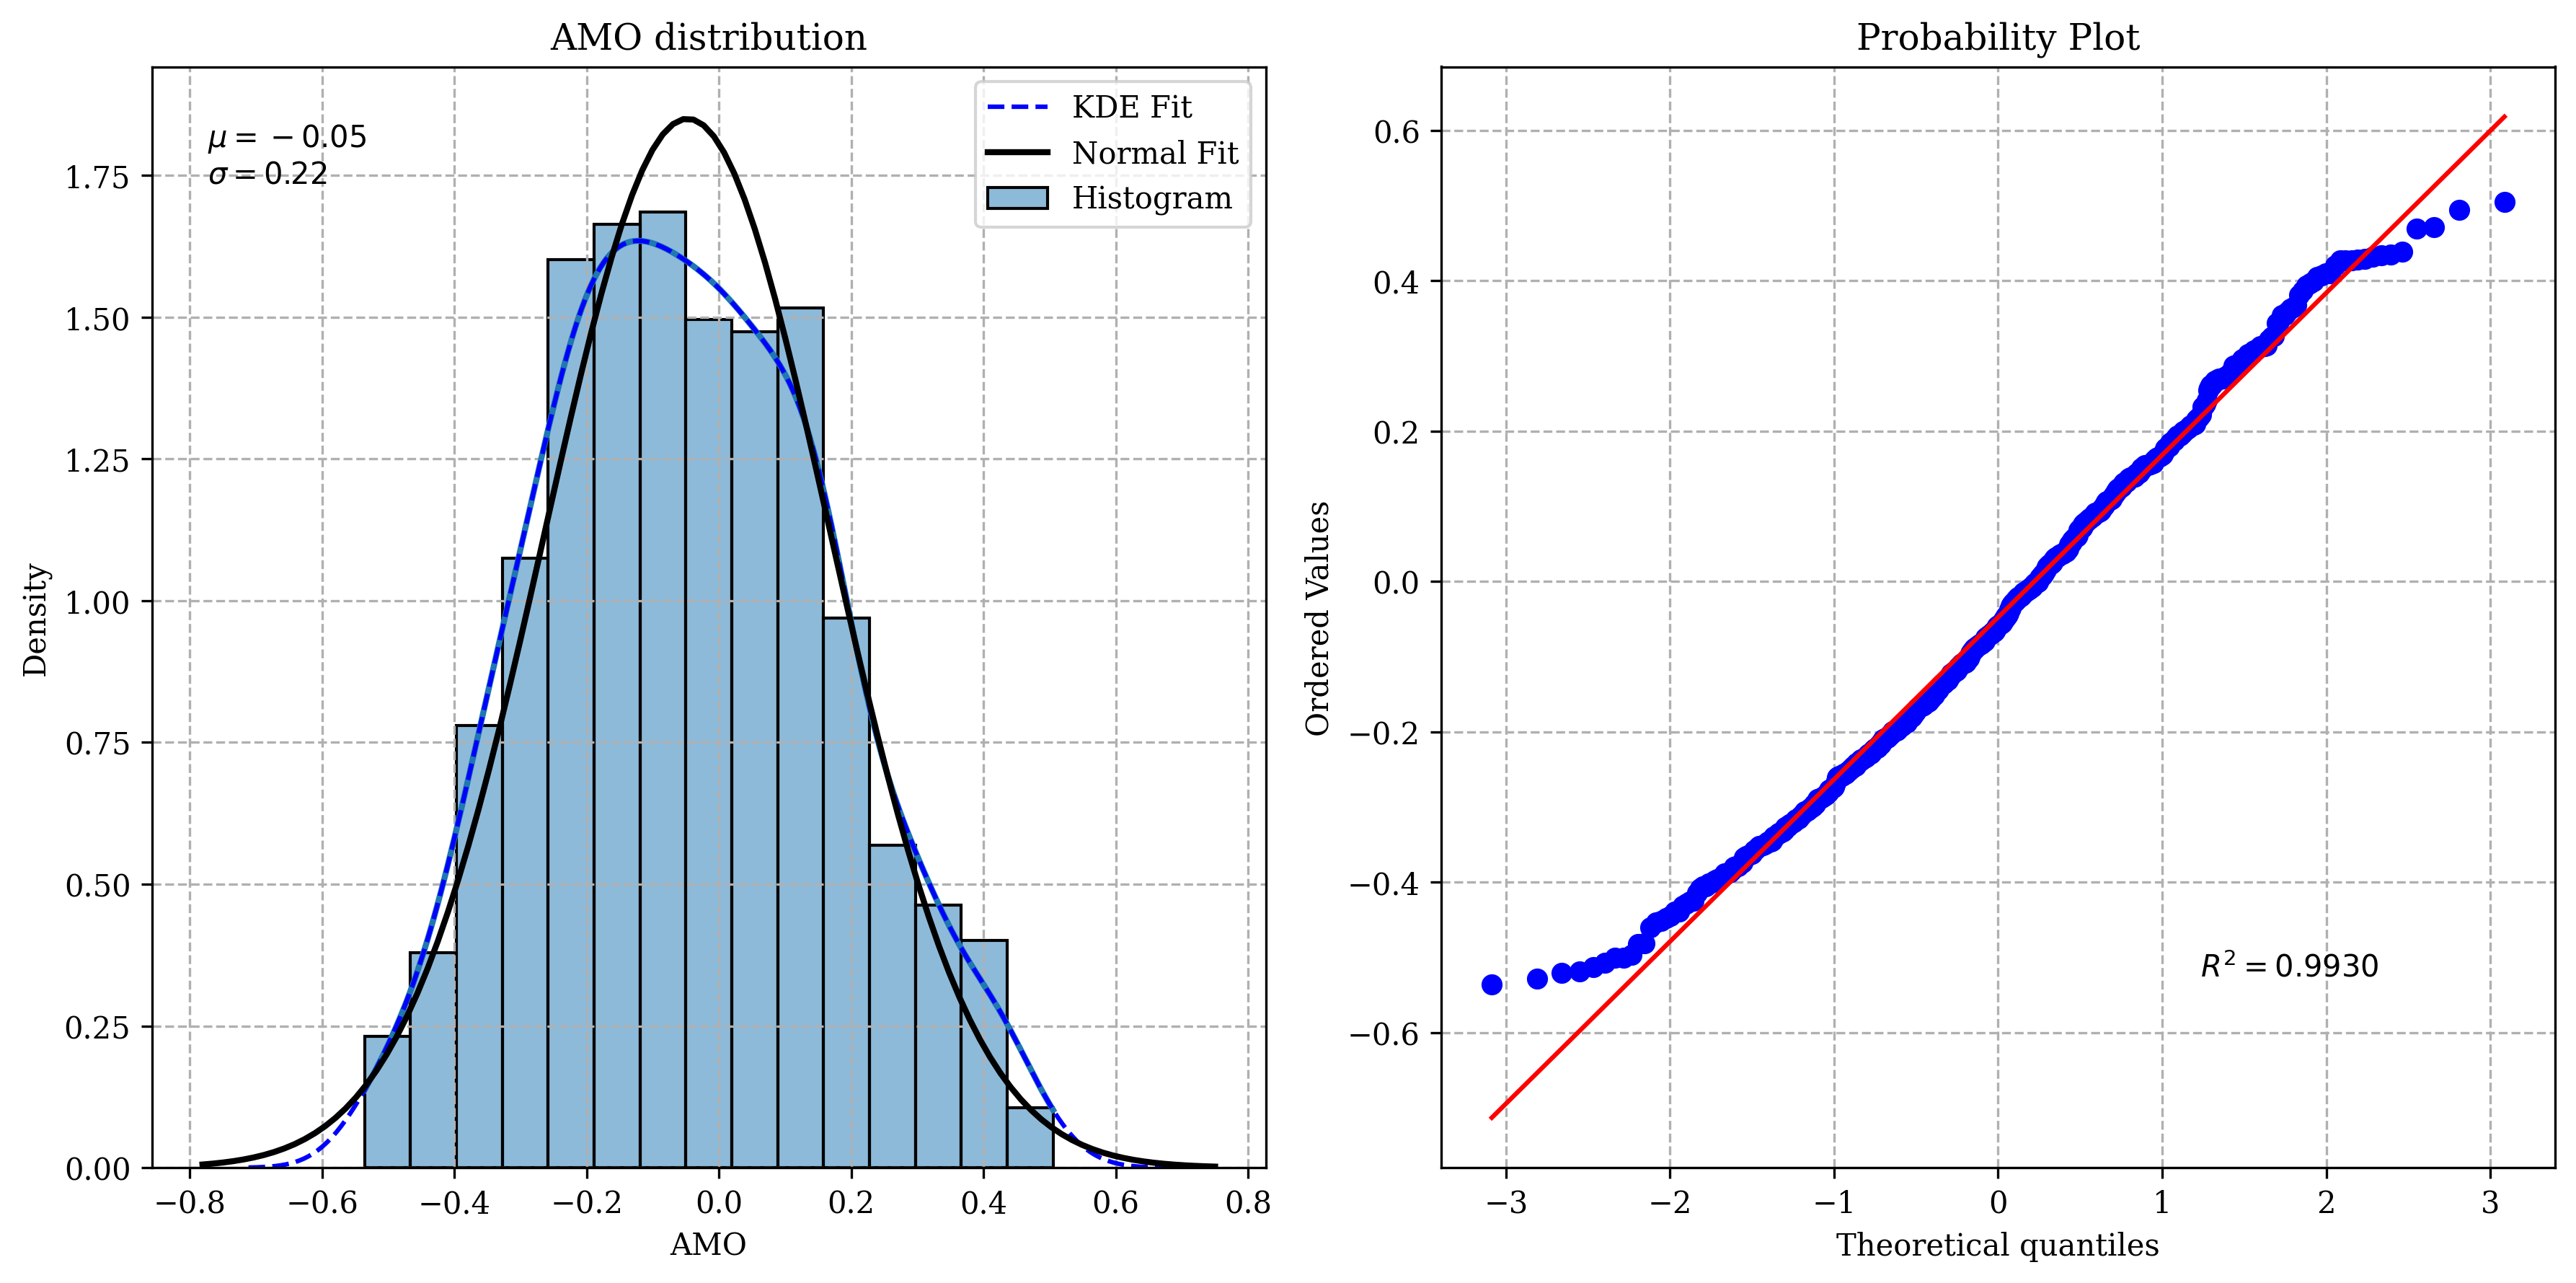 AMO distribution
μ = −0.05
σ = 0.22
KDE Fit
Normal Fit
Histogram
Density
1.75
1.50
1.25
1.00
0.75
0.50
0.25
0.00
−0.8 −0.6 −0.4 −0.2 0.0 0.2 0.4 0.6 0.8
AMO
Probability Plot
Ordered Values
0.6
0.4
0.2
0.0
−0.2
−0.4
−0.6
R² = 0.9930
−3 −2 −1 0 1 2 3
Theoretical quantiles